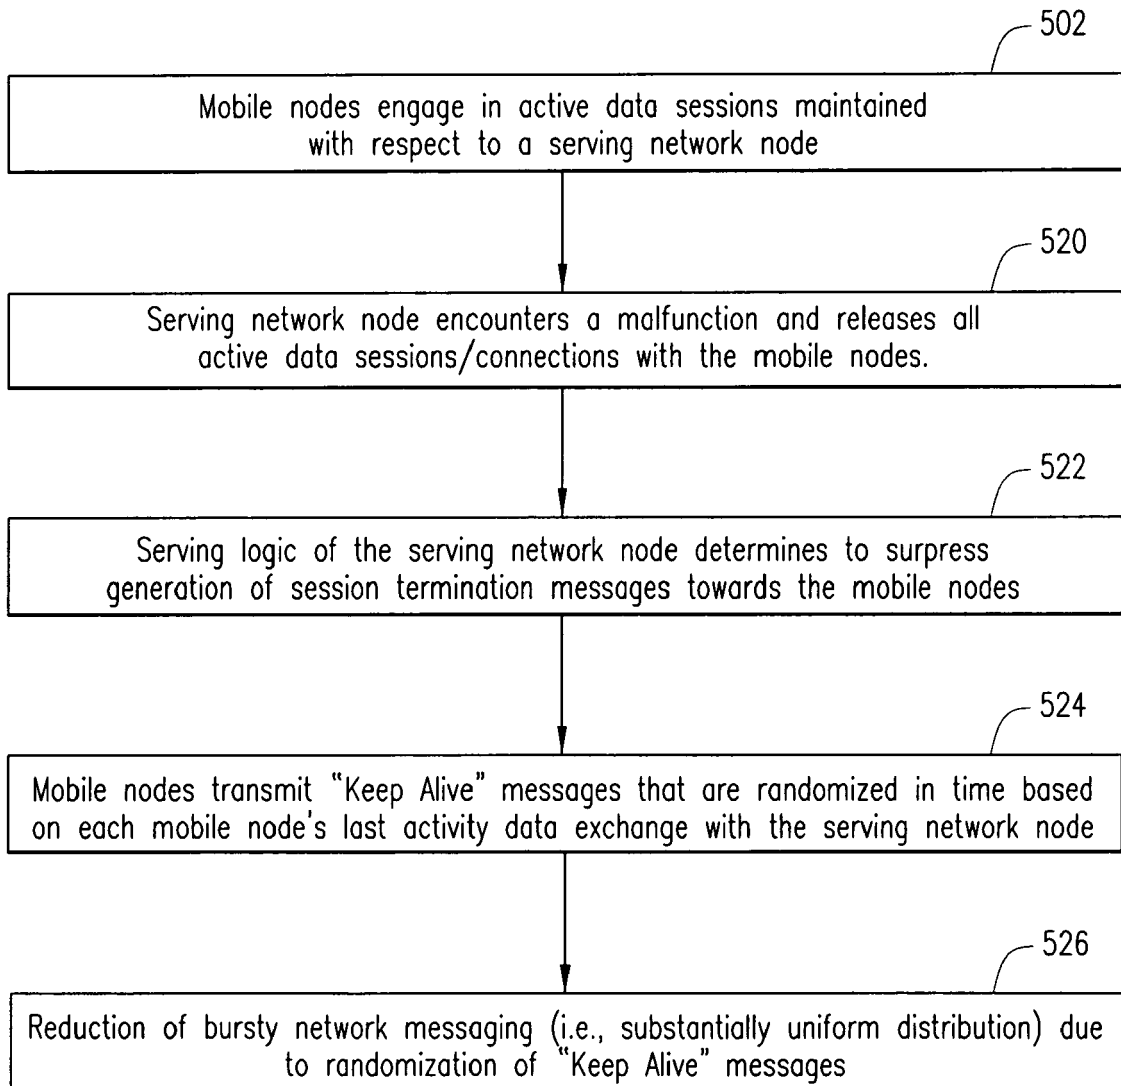 502
Mobile nodes engage in active data sessions maintained
with respect to a serving network node
520
Serving network node encounters a malfunction and releases all
active data sessions/connections with the mobile nodes.
522
Serving logic of the serving network node determines to surpress
generation of session termination messages towards the mobile nodes
524
Mobile nodes transmit "Keep Alive" messages that are randomized in time based
on each mobile node's last activity data exchange with the serving network node
526
Reduction of bursty network messaging (i.e., substantially uniform distribution) due
to randomization of "Keep Alive" messages